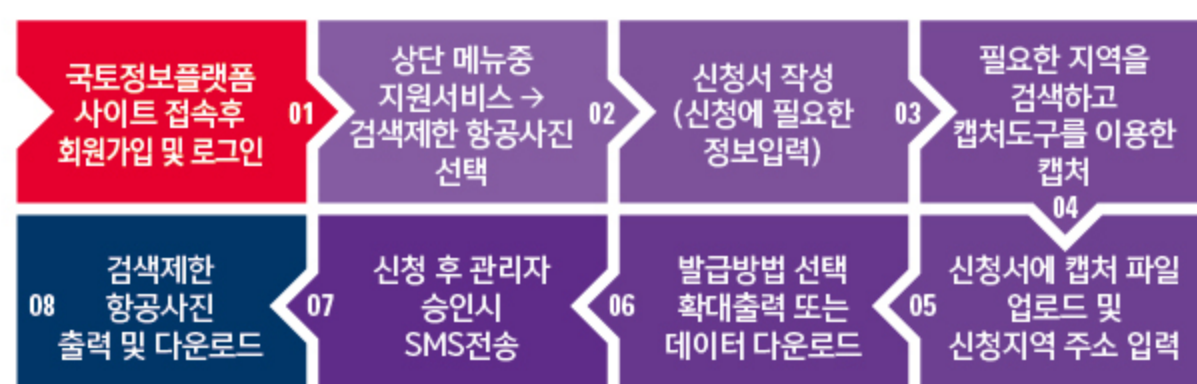 국토정보플랫폼
사이트 접속후
회원가입 및 로그인
01
상단 메뉴중
지원서비스 →
검색제한 항공사진
선택
02
신청서 작성
(신청에 필요한
정보입력)
03
필요한 지역을
검색하고
캡처도구를 이용한
캡처
04
신청서에 캡처 파일
업로드 및
신청지역 주소 입력
05
발급방법 선택
확대출력 또는
데이터 다운로드
06
신청 후 관리자
승인시
SMS전송
07
검색제한
항공사진
출력 및 다운로드
08